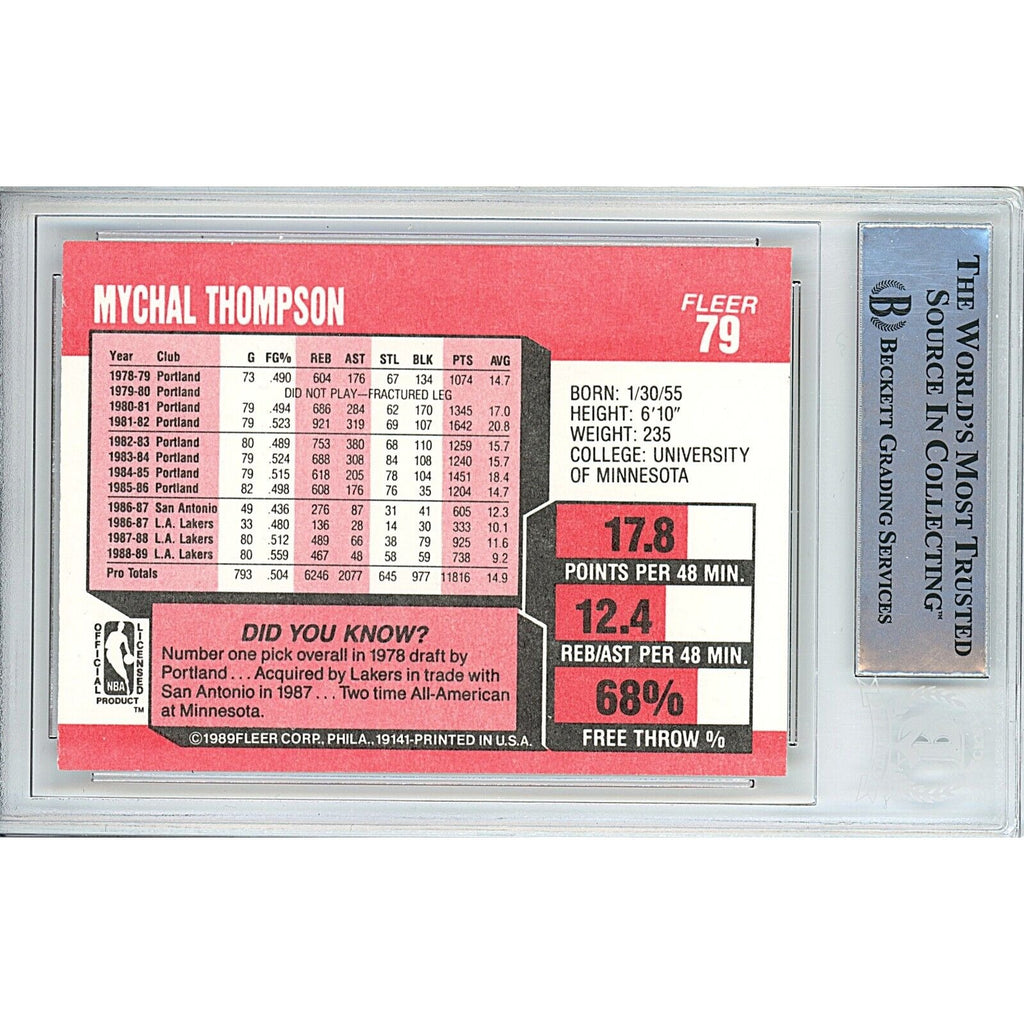 MYCHAL THOMPSON
FLEER
79
Year Club G FG% REB AST STL BLK PTS AVG
1978-79 Portland 73 .490 604 176 67 134 1074 14.7
1979-80 Portland DID NOT PLAY—FRACTURED LEG
1980-81 Portland 79 .494 686 284 62 170 1345 17.0
1981-82 Portland 79 .523 921 319 69 107 1642 20.8
1982-83 Portland 80 .489 753 380 68 110 1259 15.7
1983-84 Portland 79 .524 688 308 84 108 1240 15.7
1984-85 Portland 79 .515 618 205 78 104 1451 18.4
1985-86 Portland 82 .498 608 176 76 35 1204 14.7
1986-87 San Antonio 49 .436 276 87 31 41 605 12.3
1986-87 L.A. Lakers 33 .480 136 28 14 30 333 10.1
1987-88 L.A. Lakers 80 .512 489 66 38 79 925 11.6
1988-89 L.A. Lakers 80 .559 467 48 58 59 738 9.2
Pro Totals 793 .504 6246 2077 645 977 11816 14.9
BORN: 1/30/55
HEIGHT: 6'10"
WEIGHT: 235
COLLEGE: UNIVERSITY
OF MINNESOTA
17.8
POINTS PER 48 MIN.
12.4
REB/AST PER 48 MIN.
68%
FREE THROW %
OFFICIAL
LICENSED
NBA
PRODUCT
TM
DID YOU KNOW?
Number one pick overall in 1978 draft by
Portland . . . Acquired by Lakers in trade with
San Antonio in 1987 . . . Two time All-American
at Minnesota.
©1989FLEER CORP., PHILA., 19141-PRINTED IN U.S.A.
THE WORLD'S MOST TRUSTED
SOURCE IN COLLECTING™
B BECKETT GRADING SERVICES